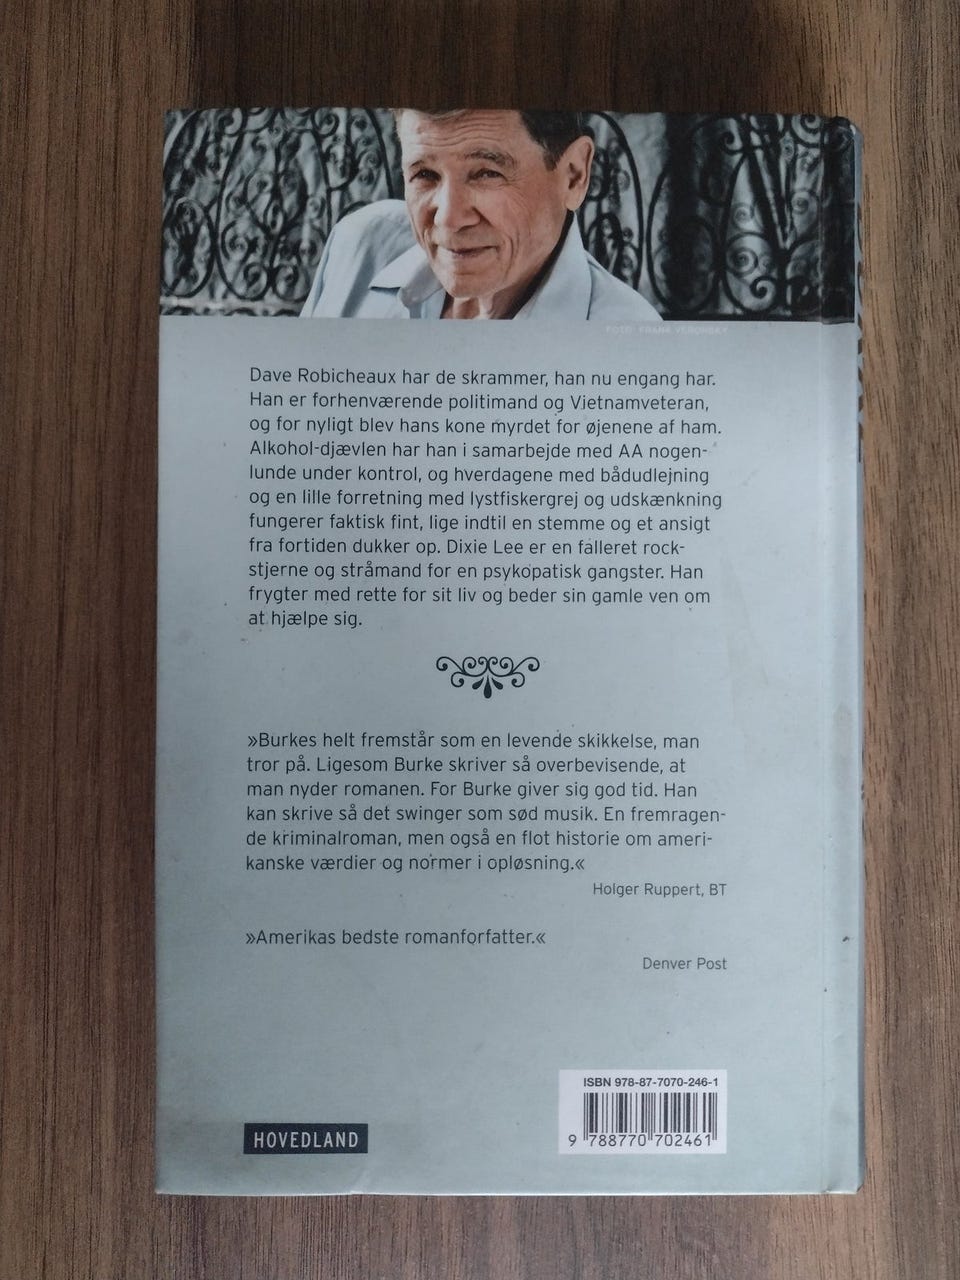 FOTO: FRANK VERONSKY
Dave Robicheaux har de skrammer, han nu engang har.
Han er forhenværende politimand og Vietnamveteran,
og for nyligt blev hans kone myrdet for øjenene af ham.
Alkohol-djævlen har han i samarbejde med AA nogen-
lunde under kontrol, og hverdagene med bådudlejning
og en lille forretning med lystfiskergrej og udskænkning
fungerer faktisk fint, lige indtil en stemme og et ansigt
fra fortiden dukker op. Dixie Lee er en falleret rock-
stjerne og stråmand for en psykopatisk gangster. Han
frygter med rette for sit liv og beder sin gamle ven om
at hjælpe sig.
»Burkes helt fremstår som en levende skikkelse, man
tror på. Ligesom Burke skriver så overbevisende, at
man nyder romanen. For Burke giver sig god tid. Han
kan skrive så det swinger som sød musik. En fremragen-
de kriminalroman, men også en flot historie om ameri-
kanske værdier og normer i opløsning.«
Holger Ruppert, BT
»Amerikas bedste romanforfatter.«
Denver Post
ISBN 978-87-7070-246-1
9 788770 702461
HOVEDLAND